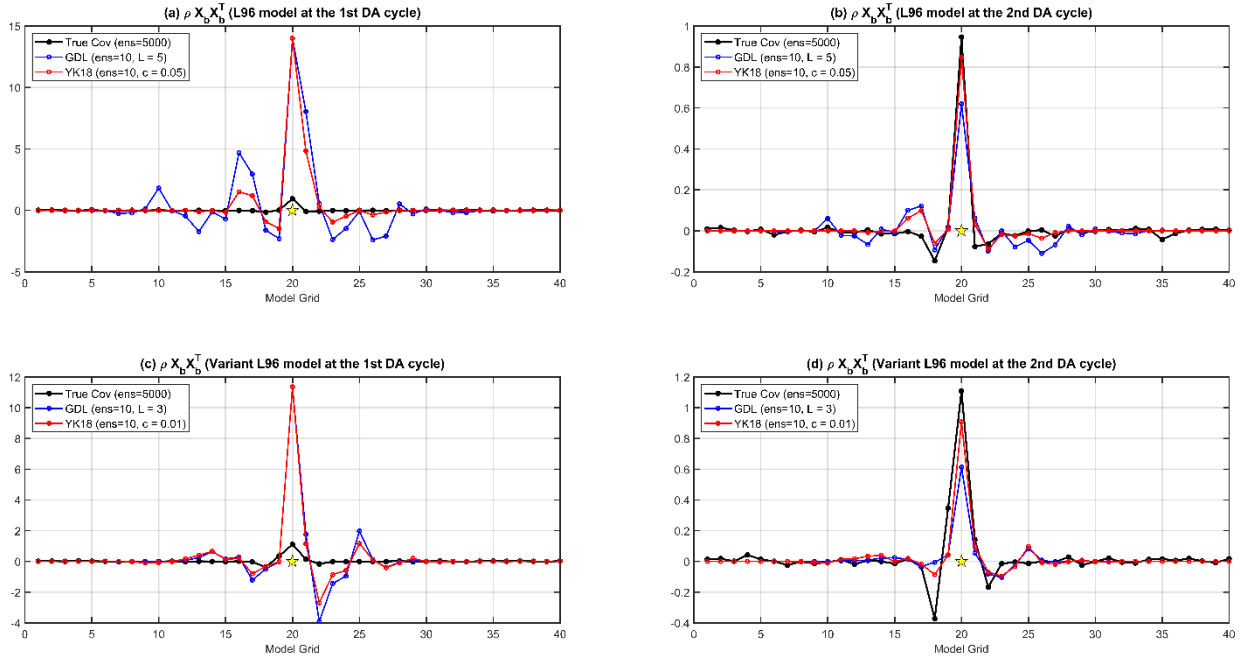 (a) ρ X_b X_b^T (L96 model at the 1st DA cycle)
15
10
5
0
-5
True Cov (ens=5000)
GDL (ens=10, L = 5)
YK18 (ens=10, c = 0.05)
0 5 10 15 20 25 30 35 40
Model Grid
(b) ρ X_b X_b^T (L96 model at the 2nd DA cycle)
1
0.8
0.6
0.4
0.2
0
-0.2
True Cov (ens=5000)
GDL (ens=10, L = 5)
YK18 (ens=10, c = 0.05)
0 5 10 15 20 25 30 35 40
Model Grid
(c) ρ X_b X_b^T (Variant L96 model at the 1st DA cycle)
12
10
8
6
4
2
0
-2
-4
True Cov (ens=5000)
GDL (ens=10, L = 3)
YK18 (ens=10, c = 0.01)
0 5 10 15 20 25 30 35 40
Model Grid
(d) ρ X_b X_b^T (Variant L96 model at the 2nd DA cycle)
1.2
1
0.8
0.6
0.4
0.2
0
-0.2
-0.4
True Cov (ens=5000)
GDL (ens=10, L = 3)
YK18 (ens=10, c = 0.01)
0 5 10 15 20 25 30 35 40
Model Grid